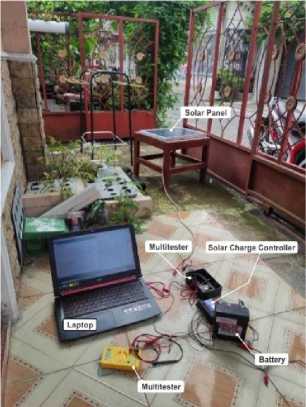 Solar Panel
Multitester
Solar Charge Controller
Laptop
Battery
Multitester